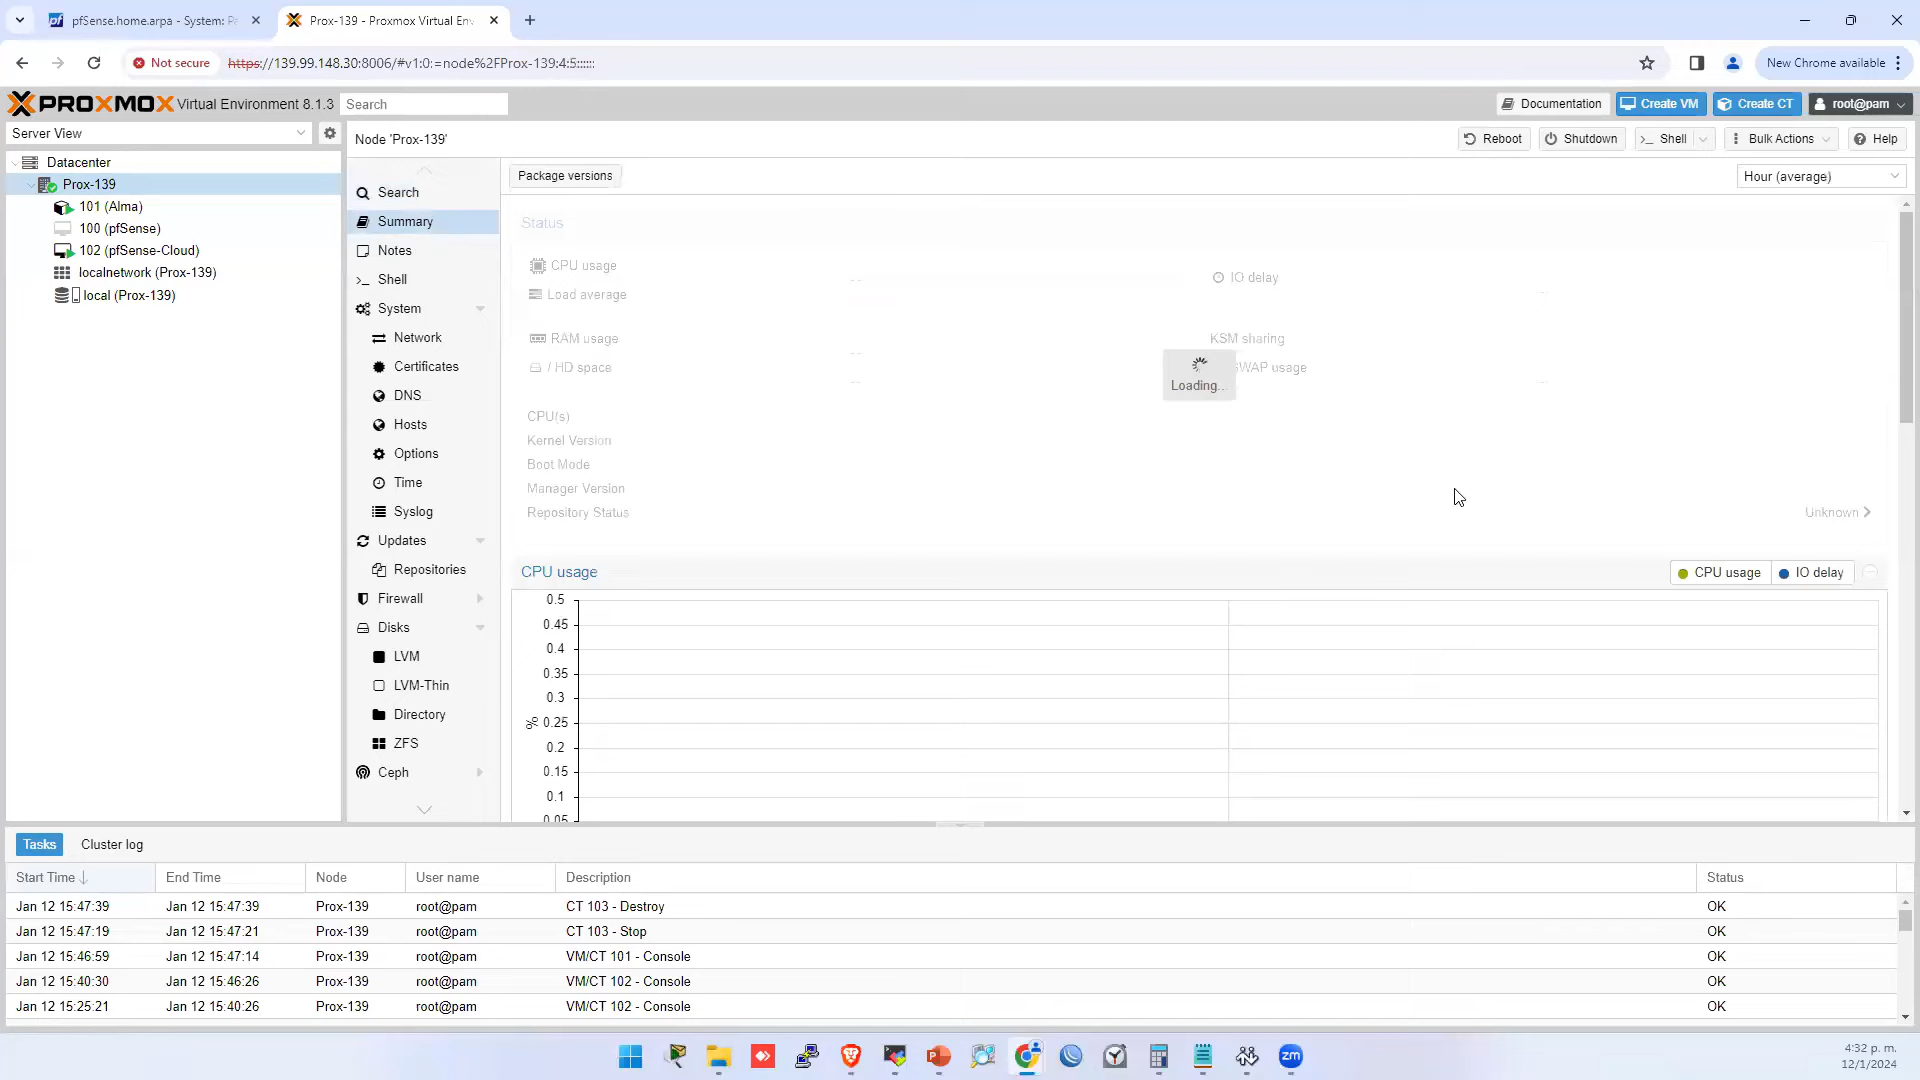 pfSense.home.arpa - System: P
Prox-139 - Proxmox Virtual En
Not secure
https://139.99.148.30:8006/#v1:0:=node%2FProx-139:4:5::::::
New Chrome available
PROXMOX Virtual Environment 8.1.3
Search
Documentation
Create VM
Create CT
root@pam
Server View
Node 'Prox-139'
Reboot
Shutdown
>_ Shell
Bulk Actions
Help
Datacenter
Prox-139
101 (Alma)
100 (pfSense)
102 (pfSense-Cloud)
localnetwork (Prox-139)
local (Prox-139)
Search
Summary
Notes
>_ Shell
System
Network
Certificates
DNS
Hosts
Options
Time
Syslog
Updates
Repositories
Firewall
Disks
LVM
LVM-Thin
Directory
ZFS
Ceph
Package versions
Hour (average)
Status
CPU usage
IO delay
Load average
RAM usage
KSM sharing
/ HD space
SWAP usage
Loading...
CPU(s)
Kernel Version
Boot Mode
Manager Version
Repository Status
Unknown
CPU usage
CPU usage
IO delay
0.5
0.45
0.4
0.35
0.3
0.25
0.2
0.15
0.1
0.05
%
Tasks
Cluster log
Start Time
End Time
Node
User name
Description
Status
Jan 12 15:47:39 Jan 12 15:47:39 Prox-139 root@pam CT 103 - Destroy OK
Jan 12 15:47:19 Jan 12 15:47:21 Prox-139 root@pam CT 103 - Stop OK
Jan 12 15:46:59 Jan 12 15:47:14 Prox-139 root@pam VM/CT 101 - Console OK
Jan 12 15:40:30 Jan 12 15:46:26 Prox-139 root@pam VM/CT 102 - Console OK
Jan 12 15:25:21 Jan 12 15:40:26 Prox-139 root@pam VM/CT 102 - Console OK
zm
4:32 p. m.
12/1/2024